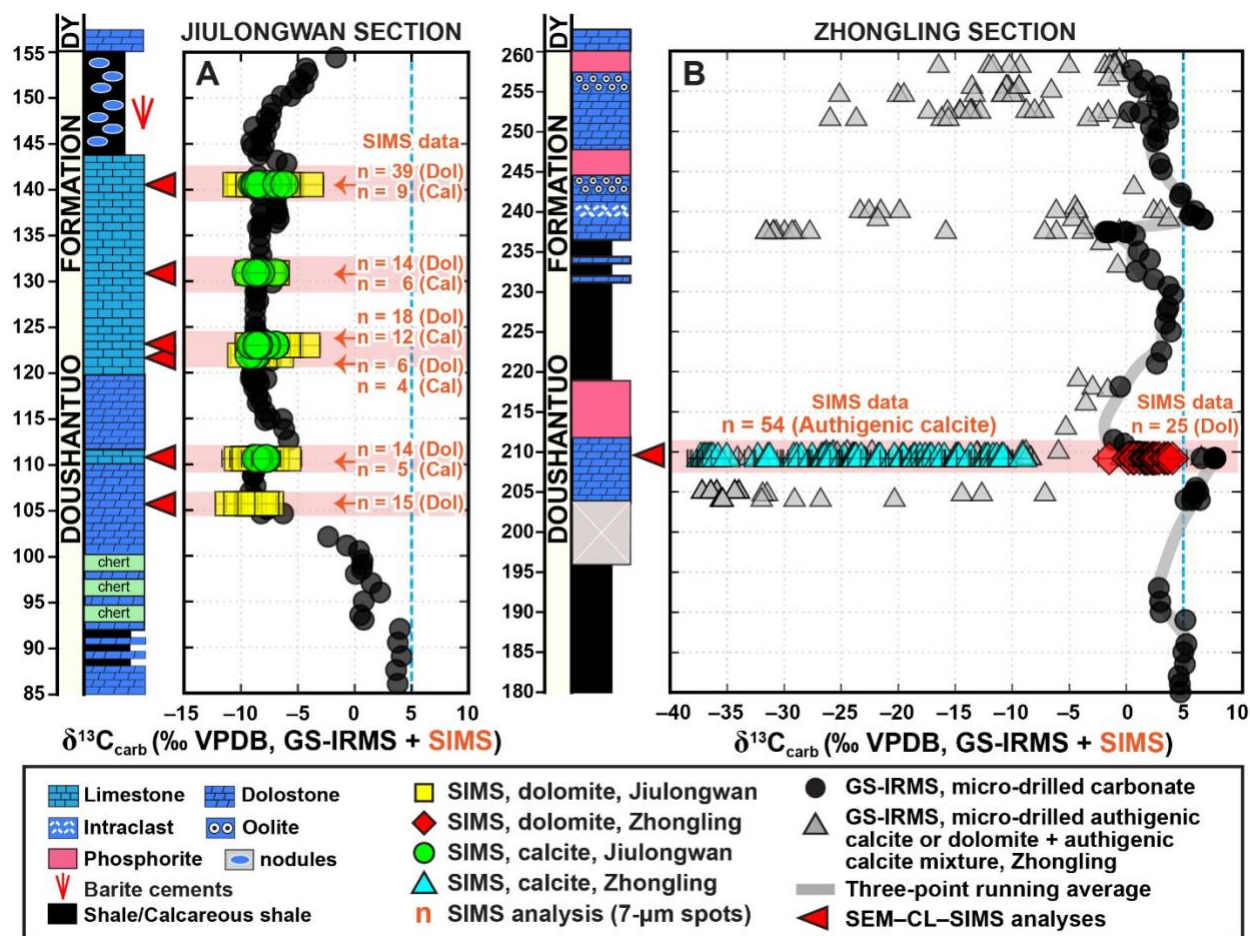 JIULONGWAN SECTION
DY
FORMATION
DOUSHANTUO
155
150
145
140
135
130
125
120
115
110
105
100
95
90
85
chert
chert
chert
A
SIMS data
n = 39 (Dol)
n = 9 (Cal)
n = 14 (Dol)
n = 6 (Cal)
n = 18 (Dol)
n = 12 (Cal)
n = 6 (Dol)
n = 4 (Cal)
n = 14 (Dol)
n = 5 (Cal)
n = 15 (Dol)
−15 −10 −5 0 5 10
δ¹³Ccarb (‰ VPDB, GS-IRMS + SIMS)
ZHONGLING SECTION
DY
FORMATION
DOUSHANTUO
260
255
250
245
240
235
230
225
220
215
210
205
200
195
190
185
180
B
SIMS data
n = 54 (Authigenic calcite)
SIMS data
n = 25 (Dol)
−40 −35 −30 −25 −20 −15 −10 −5 0 5 10
δ¹³Ccarb (‰ VPDB, GS-IRMS + SIMS)
Limestone
Dolostone
Intraclast
Oolite
Phosphorite
nodules
Barite cements
Shale/Calcareous shale
SIMS, dolomite, Jiulongwan
SIMS, dolomite, Zhongling
SIMS, calcite, Jiulongwan
SIMS, calcite, Zhongling
n SIMS analysis (7-µm spots)
GS-IRMS, micro-drilled carbonate
GS-IRMS, micro-drilled authigenic
calcite or dolomite + authigenic
calcite mixture, Zhongling
Three-point running average
SEM–CL–SIMS analyses